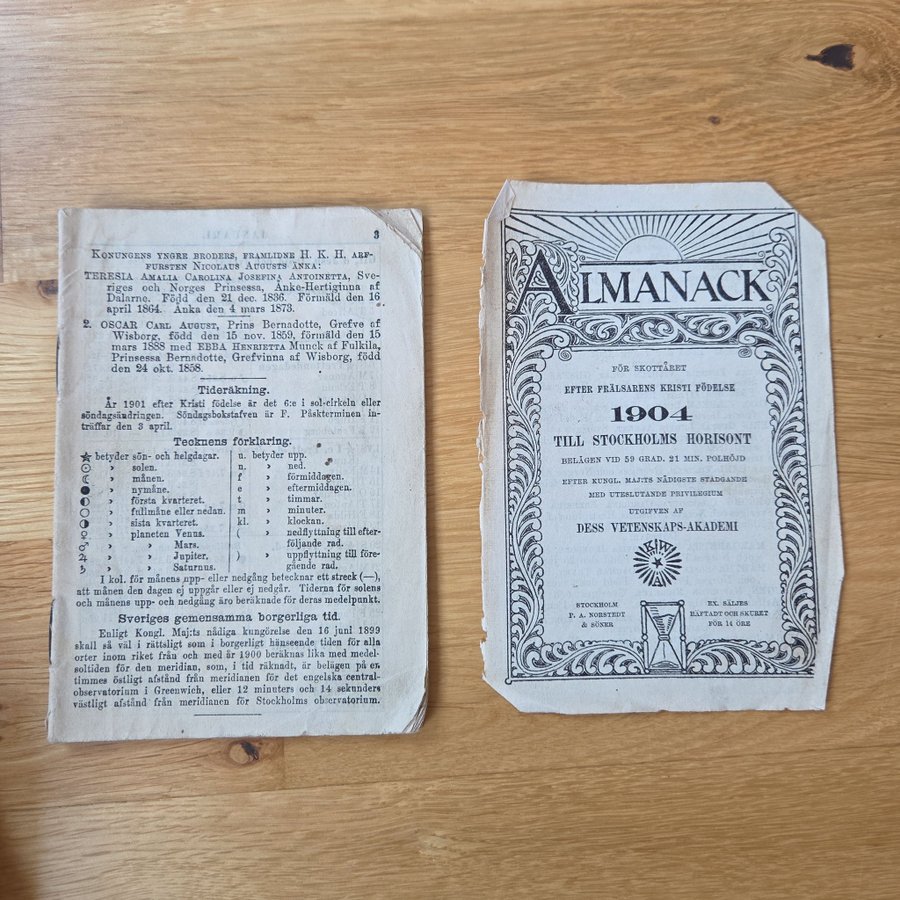 3
KONUNGENS YNGRE BRODERS, FRAMLIDNE H. K. H. ARF-
FURSTEN NICOLAUS AUGUSTS ÄNKA:
TERESIA AMALIA CAROLINA JOSEFINA ANTOINETTA, Sve-
riges och Norges Prinsessa, Änke-Hertiginna af
Dalarne. Född den 21 dec. 1836. Förmäld den 16
april 1864. Änka den 4 mars 1873.
2. OSCAR CARL AUGUST, Prins Bernadotte, Grefve af
Wisborg, född den 15 nov. 1859, förmäld den 15
mars 1888 med EBBA HENRIETTA Munck af Fulkila,
Prinsessa Bernadotte, Grefvinna af Wisborg, född
den 24 okt. 1858.
Tideräkning.
År 1901 efter Kristi födelse är det 6:e i sol-cirkeln eller
söndagsändringen. Söndagsbokstafven är F. Påskterminen in-
träffar den 3 april.
Tecknens förklaring.
★ betyder sön- och helgdagar.
☉ » solen.
☾ » månen.
● » nymåne.
◐ » första kvarteret.
○ » fullmåne eller nedan.
◑ » sista kvarteret.
♀ » planeten Venus.
♂ » » Mars.
♃ » » Jupiter.
♄ » » Saturnus.
n. betyder upp.
n. » ned.
f » förmiddagen.
e » eftermiddagen.
t » timmar.
m » minuter.
kl. » klockan.
( » nedflyttning till efter-
följande rad.
) » uppflyttning till före-
gående rad.
I kol. för månens upp- eller nedgång betecknar ett streck (—),
att månen den dagen ej uppgår eller ej nedgår. Tiderna för solens
och månens upp- och nedgång äro beräknade för deras medelpunkt.
Sveriges gemensamma borgerliga tid.
Enligt Kongl. Maj:ts nådiga kungörelse den 16 juni 1899
skall så väl i rättsligt som i borgerligt hänseende tiden för alla
orter inom riket från och med år 1900 beräknas lika med medel-
soltiden för den meridian, som, i tid räknadt, är belägen på en
timmes östligt afstånd från meridianen för det engelska central-
observatorium i Greenwich, eller 12 minuters och 14 sekunders
västligt afstånd från meridianen för Stockholms observatorium.
ALMANACK
FÖR SKOTTÅRET
EFTER FRÄLSARENS KRISTI FÖDELSE
1904
TILL STOCKHOLMS HORISONT
BELÄGEN VID 59 GRAD. 21 MIN. POLHÖJD
EFTER KUNGL. MAJ:TS NÅDIGSTE STADGANDE
MED UTESLUTANDE PRIVILEGIUM
UTGIFVEN AF
DESS VETENSKAPS-AKADEMI
STOCKHOLM
P. A. NORSTEDT
& SÖNER
EX. SÄLJES
HÄFTADT OCH SKURET
FÖR 14 ÖRE